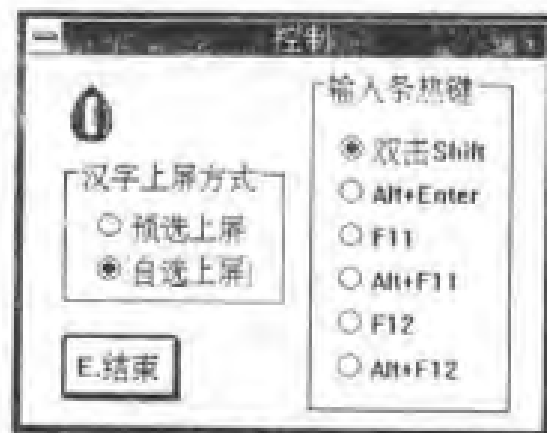 控制
汉字上屏方式
预选上屏
自选上屏
E.结束
输入条热键
双击Shift
Alt+Enter
F11
Alt+F11
F12
Alt+F12